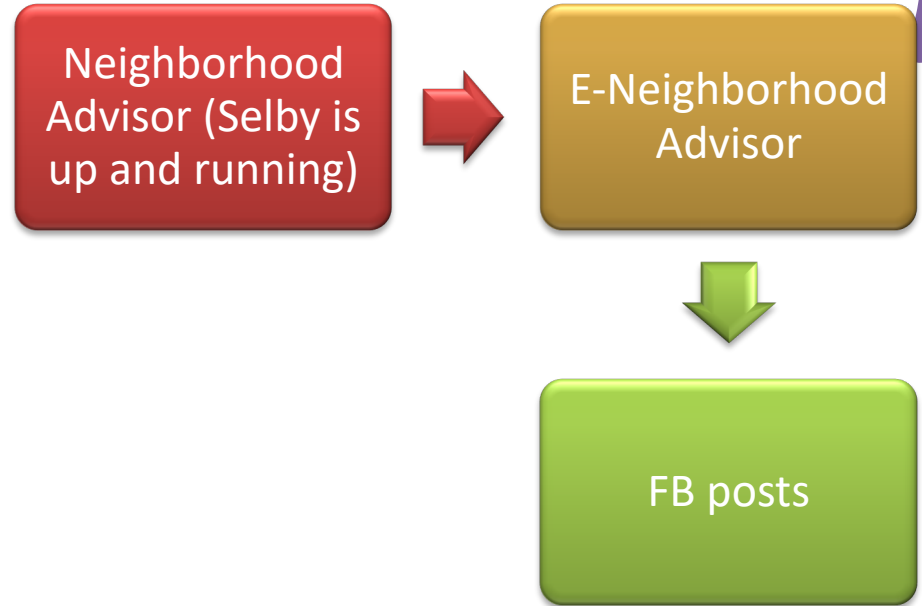 Neighborhood
Advisor (Selby is
up and running)
E-Neighborhood
Advisor
FB posts